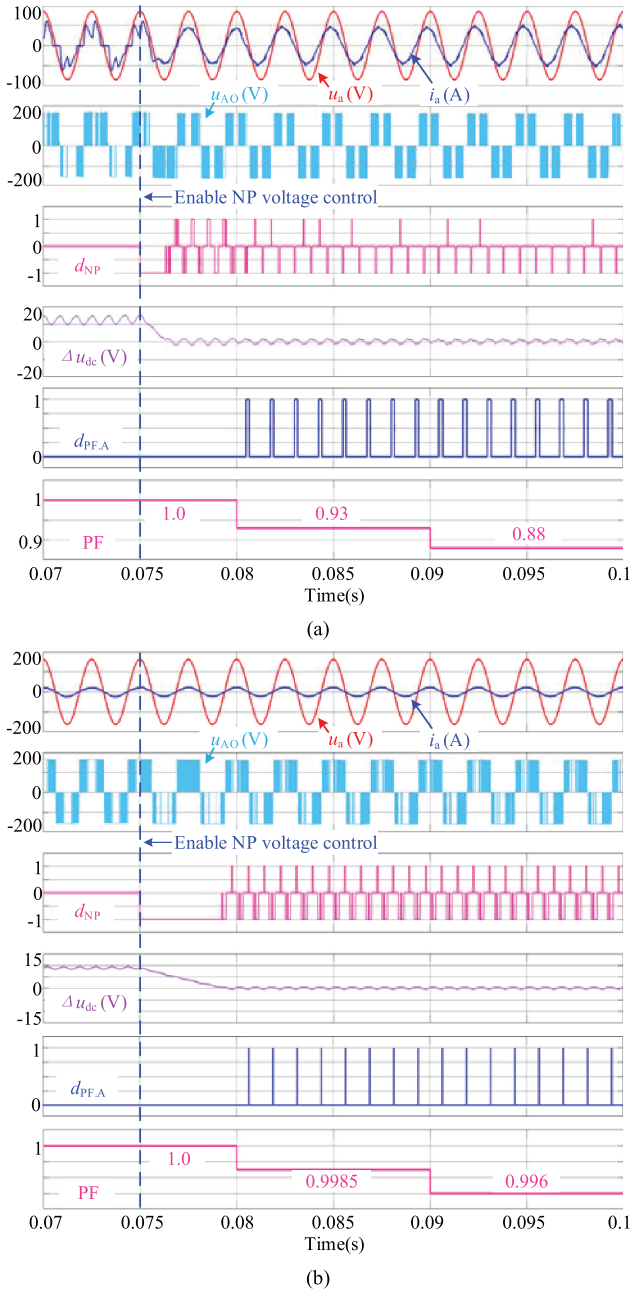 100
0
-100
u_a (V)
i_a (A)
200
0
-200
u_AO (V)
Enable NP voltage control
1
0
-1
d_NP
20
0
-20
Δu_dc (V)
1
0
d_PF.A
1
0.9
PF
1.0
0.93
0.88
0.07 0.075 0.08 0.085 0.09 0.095 0.1
Time(s)
(a)
200
0
-200
u_a (V)
i_a (A)
200
0
-200
u_AO (V)
Enable NP voltage control
1
0
-1
d_NP
15
0
-15
Δu_dc (V)
1
0
d_PF.A
1
PF
1.0
0.9985
0.996
0.07 0.075 0.08 0.085 0.09 0.095 0.1
Time(s)
(b)